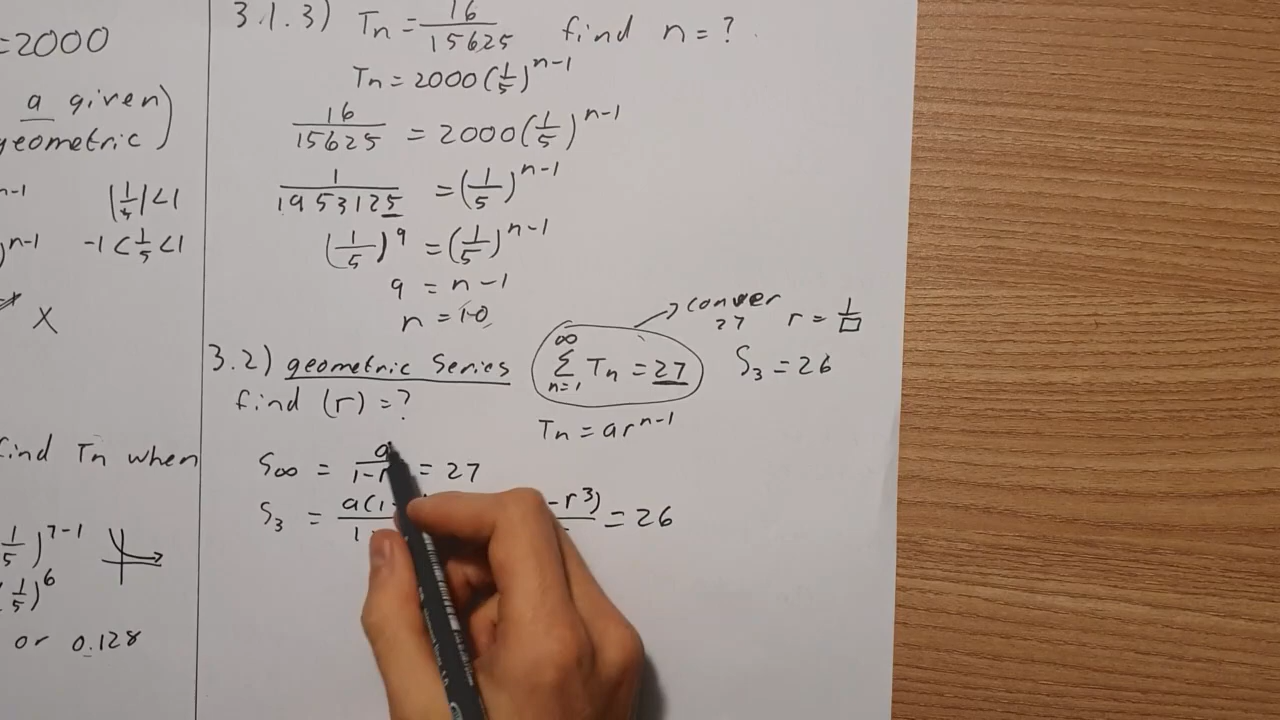 =2000
a given)
geometric)
n-1 |1/5|<1
)^n-1 -1<1/5<1
X
find Tn when
1/5)^7-1
(1/5)^6
or 0.128
3.1.3) Tn = 16/15625 find n = ?
Tn = 2000(1/5)^n-1
16/15625 = 2000(1/5)^n-1
1/1953125 = (1/5)^n-1
(1/5)^9 = (1/5)^n-1
9 = n-1
n = 10
conver
27 r = 1/□
3.2) geometric Series ∞ Σ n=1 Tn = 27 S3 = 26
find (r) = ?
Tn = ar^n-1
S∞ = a/1-r = 27
S3 = a(1- -r^3) = 26